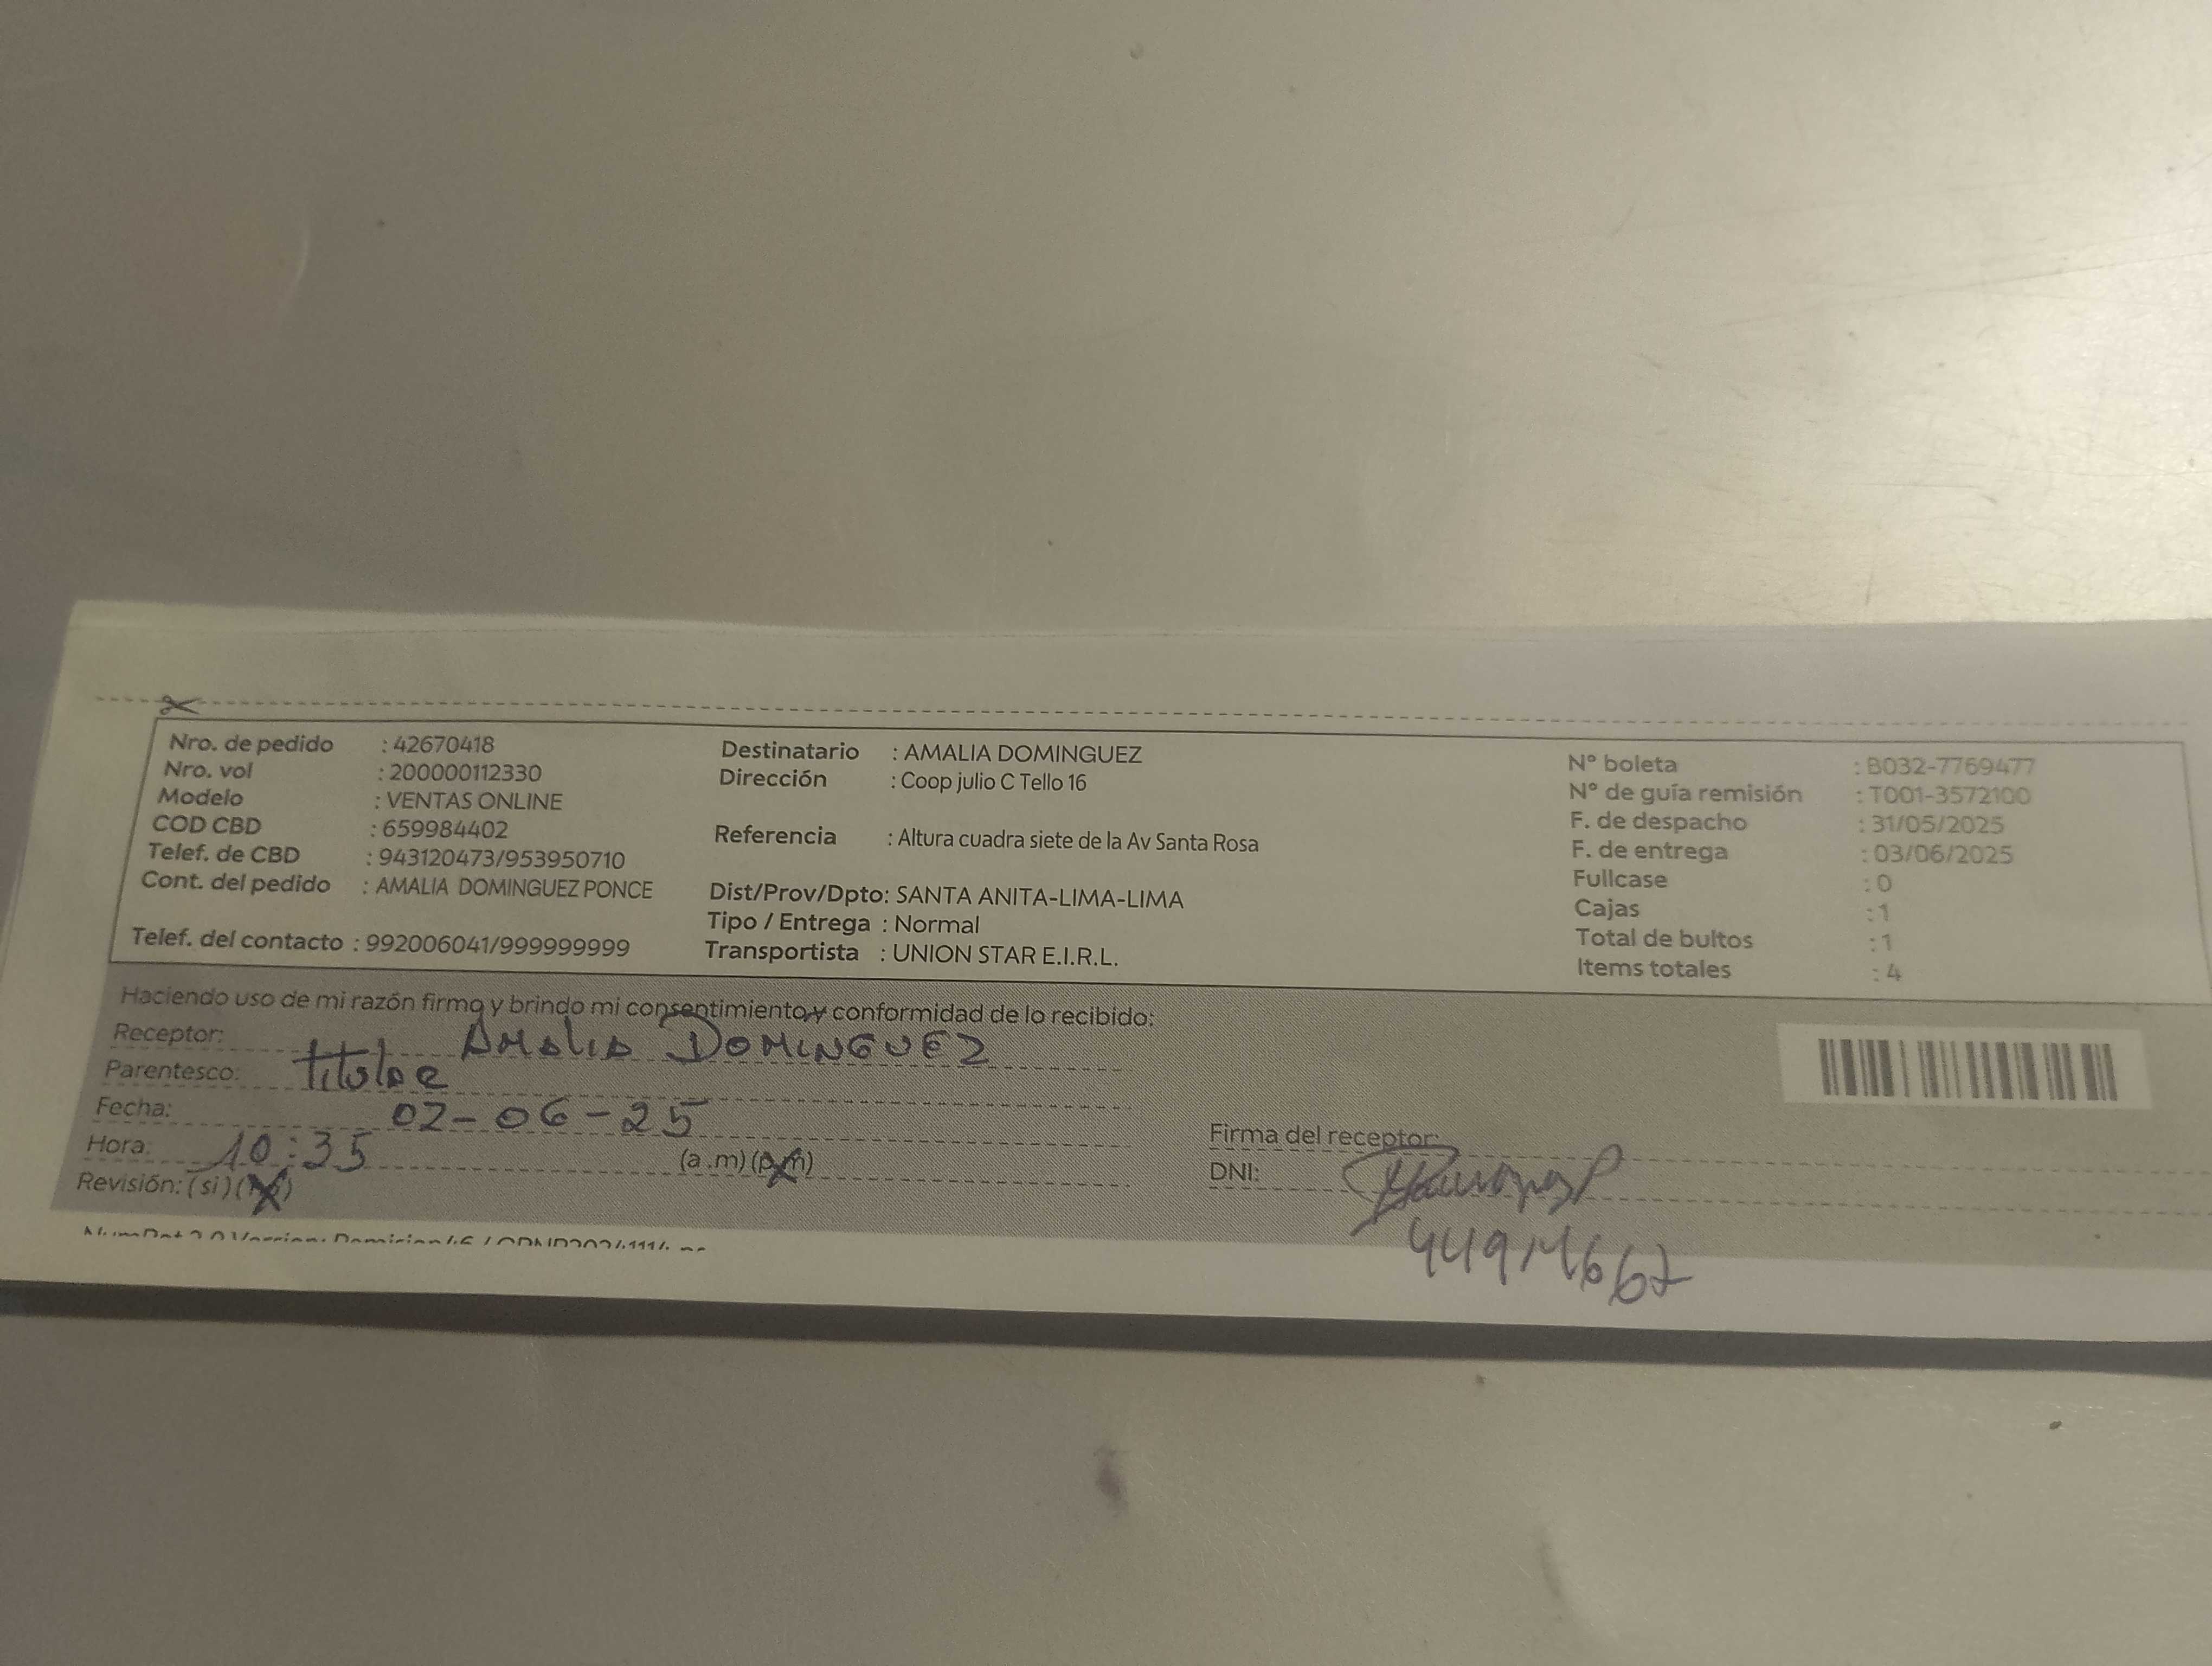 Nro. de pedido : 42670418
Nro. vol : 200000112330
Modelo : VENTAS ONLINE
COD CBD : 659984402
Telef. de CBD : 943120473/953950710
Cont. del pedido : AMALIA DOMINGUEZ PONCE
Telef. del contacto : 992006041/999999999
Destinatario : AMALIA DOMINGUEZ
Dirección : Coop julio C Tello 16
Referencia : Altura cuadra siete de la Av Santa Rosa
Dist/Prov/Dpto: SANTA ANITA-LIMA-LIMA
Tipo / Entrega : Normal
Transportista : UNION STAR E.I.R.L.
N° boleta : B032-7769477
N° de guía remisión : T001-3572100
F. de despacho : 31/05/2025
F. de entrega : 03/06/2025
Fullcase : 0
Cajas : 1
Total de bultos : 1
Items totales : 4
Haciendo uso de mi razón firmo y brindo mi consentimiento y conformidad de lo recibido:
Receptor: AMALIA DOMINGUEZ
Parentesco: titular
Fecha: 02-06-25
Hora: 10:35 (a.m)(p.m)
Revisión: (si)(no)
Firma del receptor:
DNI: